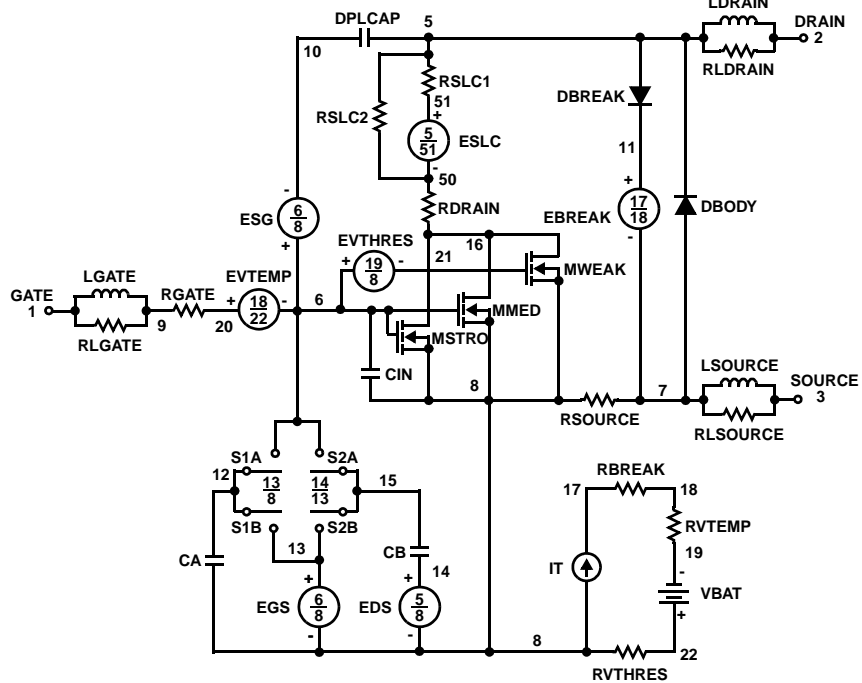 LDRAIN
DPLCAP 5 DRAIN
10 2
RLDRAIN
RSLC1
DBREAK
51
RSLC2 +
5
51 ESLC
11
-
50
- +
6
8 RDRAIN 17
18 DBODY
ESG EBREAK
+ EVTHRES 16 -
21
+ 19
8 - MWEAK
LGATE EVTEMP
GATE RGATE + 18
22 - 6
1 MMED
9 20
RLGATE MSTRO
LSOURCE
CIN 8 7 SOURCE
3
RSOURCE
RLSOURCE
S1A S2A
12 13
8 14
13 15
RBREAK
17 18
S1B S2B
RVTEMP
13 CB
CA 19
14 IT
+ + -
EGS 6
8 EDS 5
8 VBAT
- - +
8
22
RVTHRES